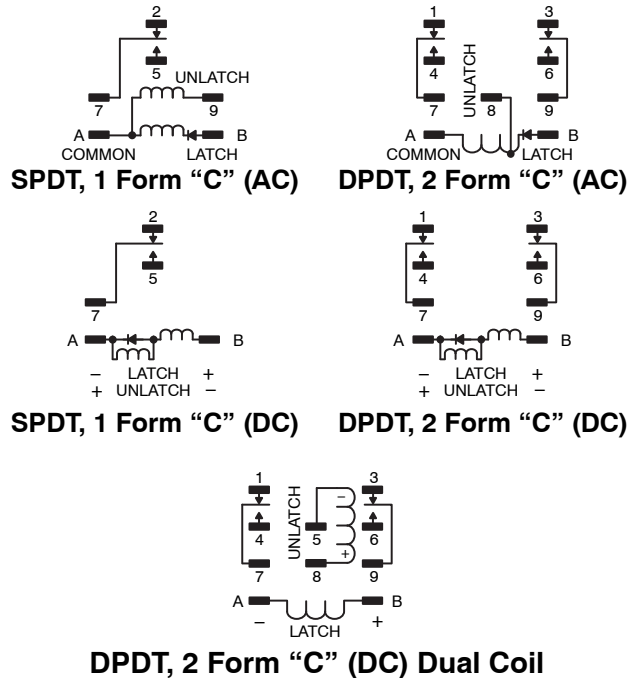 2
5
UNLATCH
7 9
A B
COMMON LATCH
SPDT, 1 Form “C” (AC)
1 3
4 UNLATCH 6
7 8 9
A B
COMMON LATCH
DPDT, 2 Form “C” (AC)
2
5
7
A B
– LATCH +
+ UNLATCH –
SPDT, 1 Form “C” (DC)
1 3
4 6
7 9
A B
– LATCH +
+ UNLATCH –
DPDT, 2 Form “C” (DC)
1 3
–
4 UNLATCH 5 6
+
7 8 9
A B
– LATCH +
DPDT, 2 Form “C” (DC) Dual Coil